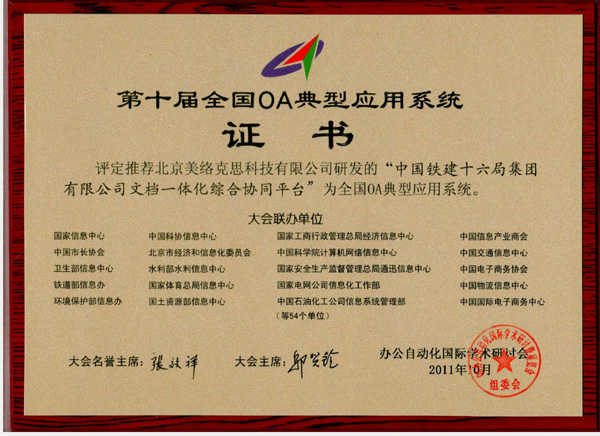 第十届全国OA典型应用系统
证 书
评定推荐北京美络克思科技有限公司研发的“中国铁建十六局集团
有限公司文档一体化综合协同平台”为全国OA典型应用系统。
大会联办单位
国家信息中心 中国科协信息中心 国家工商行政管理总局经济信息中心 中国信息产业商会
中国市长协会 北京市经济和信息化委员会 中国科学院计算机网络信息中心 中国交通信息中心
卫生部信息中心 水利部水利信息中心 国家安全生产监督管理总局通迅信息中心 中国电子商务协会
铁道部信息办 国家体育总局信息中心 国家电网公司信息化工作部 中国物流信息中心
环境保护部信息办 国土资源部信息中心 中国石油化工公司信息系统管理部 中国国际电子商务中心
（等54个单位）
大会名誉主席： 大会主席： 办公自动化国际学术研讨会
2011年10月
组委会